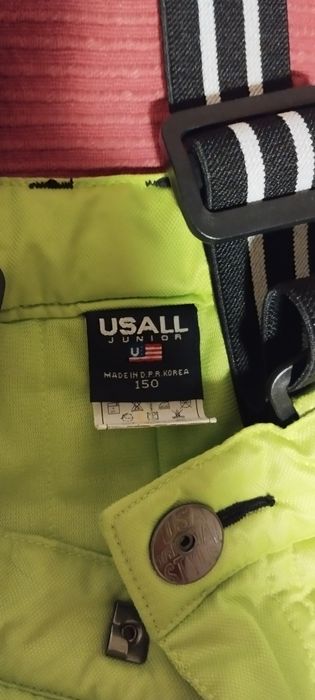 USALL
JUNIOR
U
MADE IN D.P.R. KOREA
150